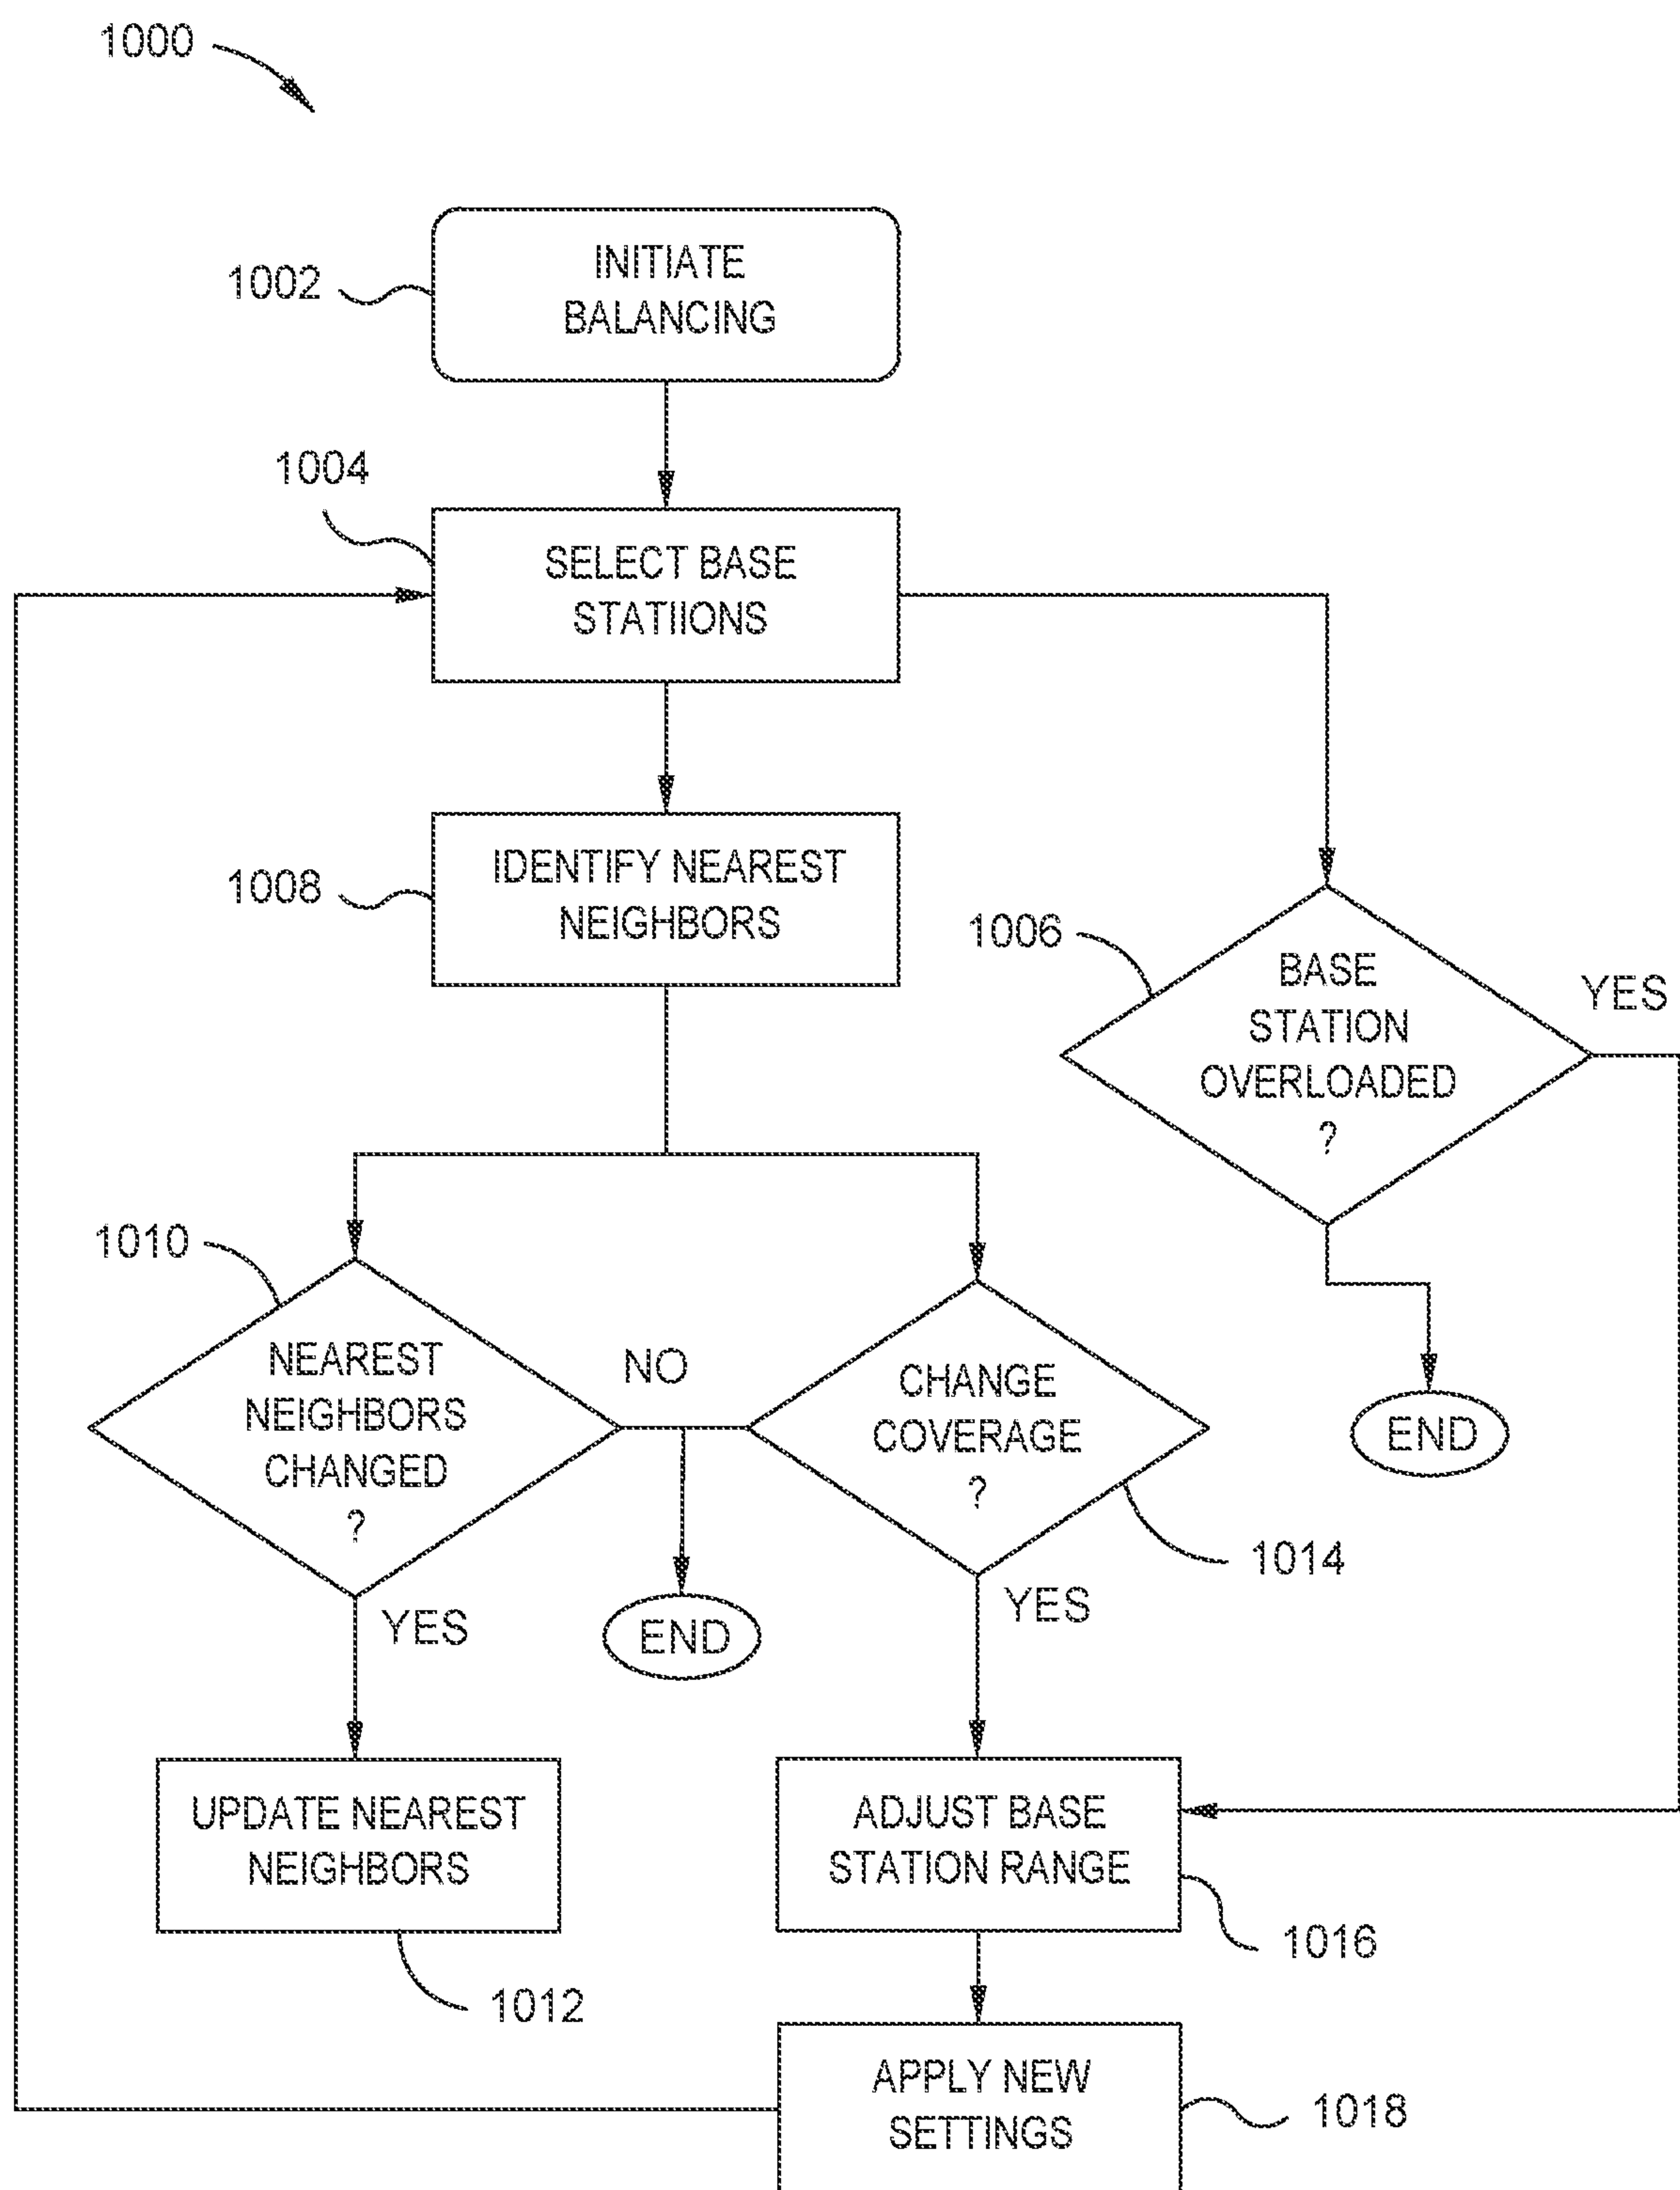 1000
1002
INITIATE
BALANCING
1004
SELECT BASE
STATIIONS
1008
IDENTIFY NEAREST
NEIGHBORS
1006
BASE
STATION
OVERLOADED
?
YES
1010
NEAREST
NEIGHBORS
CHANGED
?
NO
CHANGE
COVERAGE
?
END
1014
YES
END
YES
UPDATE NEAREST
NEIGHBORS
1012
ADJUST BASE
STATION RANGE
1016
APPLY NEW
SETTINGS
1018